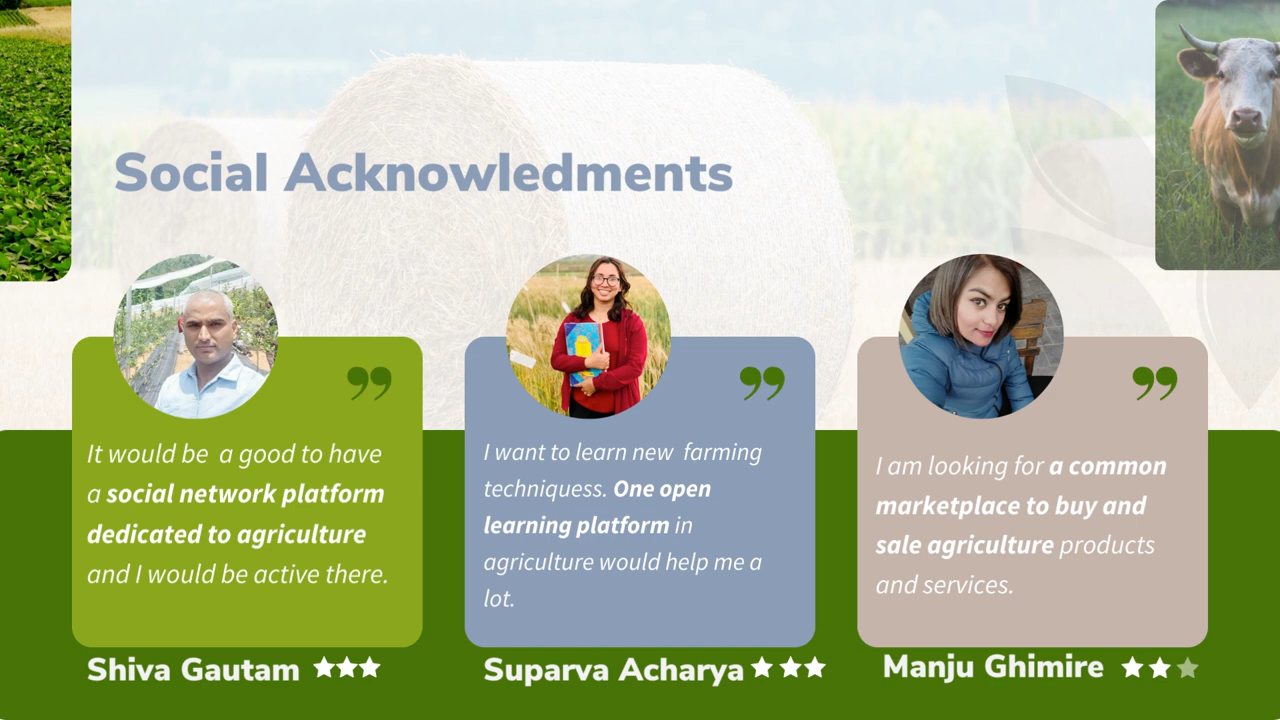 Social Acknowledments
”
It would be  a good to have
a social network platform
dedicated to agriculture
and I would be active there.
Shiva Gautam
”
I want to learn new  farming
techniquess. One open
learning platform in
agriculture would help me a
lot.
Suparva Acharya
”
I am looking for a common
marketplace to buy and
sale agriculture products
and services.
Manju Ghimire